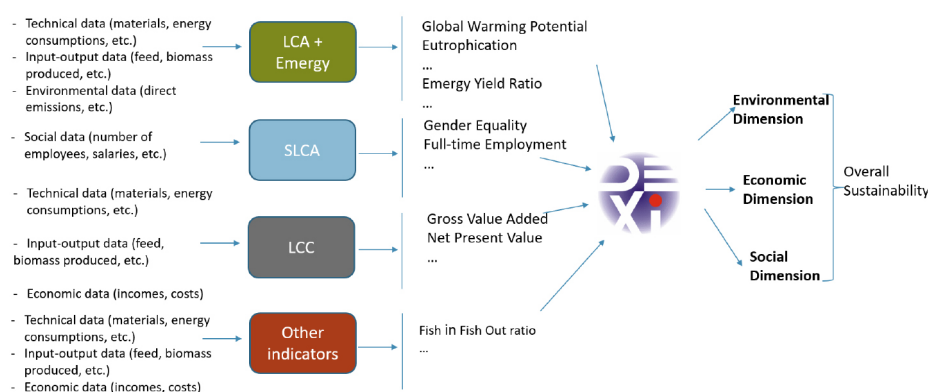 - Technical data (materials, energy
consumptions, etc.)
- Input-output data (feed, biomass
produced, etc.)
- Environmental data (direct
emissions, etc.)
LCA +
Emergy
Global Warming Potential
Eutrophication
...
Emergy Yield Ratio
...
- Social data (number of
employees, salaries, etc.)
SLCA
Gender Equality
Full-time Employment
...
- Technical data (materials, energy
consumptions, etc.)
- Input-output data (feed,
biomass produced, etc.)
- Economic data (incomes, costs)
LCC
Gross Value Added
Net Present Value
...
- Technical data (materials, energy
consumptions, etc.)
- Input-output data (feed, biomass
produced, etc.)
- Economic data (incomes, costs)
Other
indicators
Fish in Fish Out ratio
...
DE
Xi
Environmental
Dimension
Economic
Dimension
Social
Dimension
Overall
Sustainability